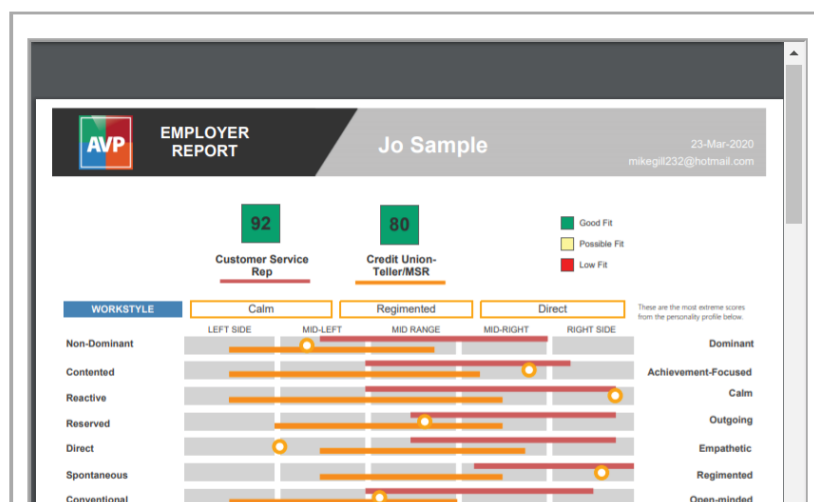 AVP
EMPLOYER
REPORT
Jo Sample
23-Mar-2020
mikegill232@hotmail.com
92
80
Good Fit
Possible Fit
Low Fit
Customer Service
Rep
Credit Union-
Teller/MSR
WORKSTYLE
Calm
Regimented
Direct
These are the most extreme scores
from the personality profile below.
LEFT SIDE MID-LEFT MID RANGE MID-RIGHT RIGHT SIDE
Non-Dominant Dominant
Contented Achievement-Focused
Reactive Calm
Reserved Outgoing
Direct Empathetic
Spontaneous Regimented
Conventional Open-minded